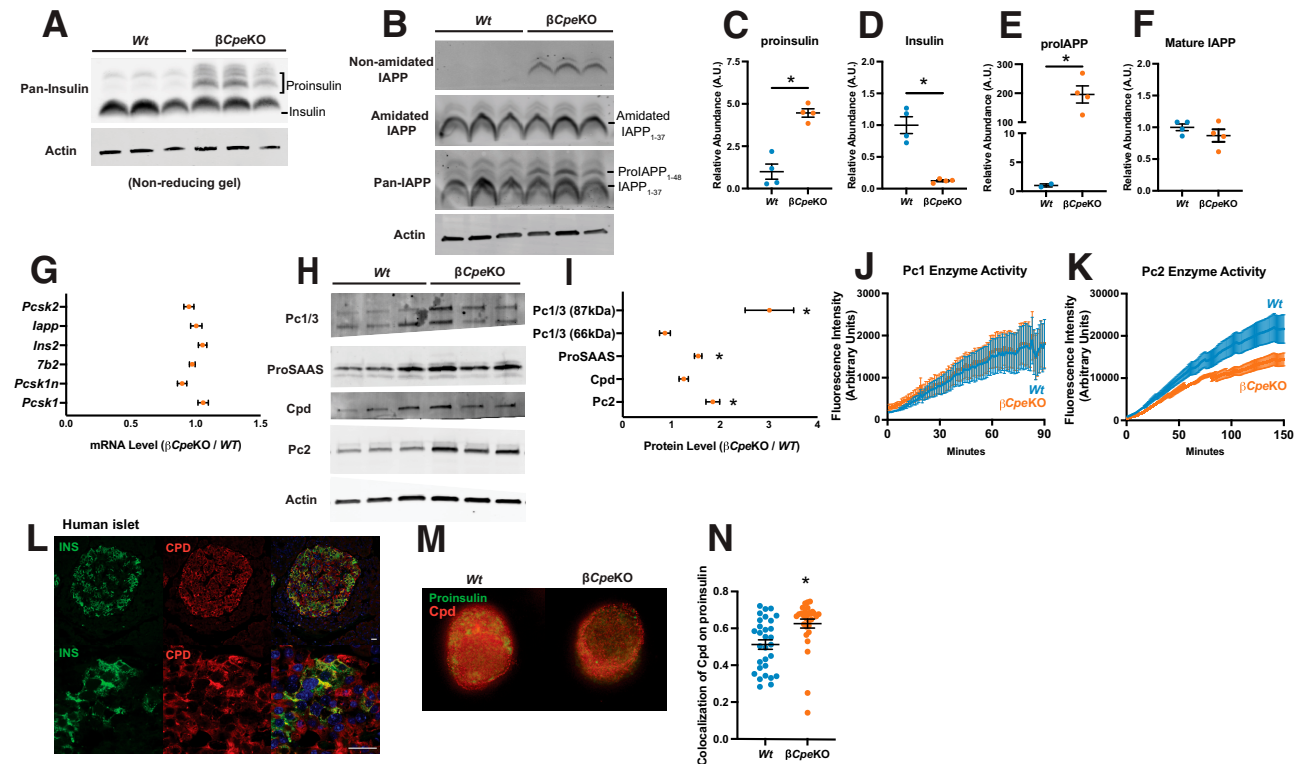 A
Wt
βCpeKO
Pan-Insulin
Proinsulin
Insulin
Actin
(Non-reducing gel)
B
Wt
βCpeKO
Non-amidated
IAPP
Amidated
IAPP
Amidated
IAPP1-37
Pan-IAPP
ProIAPP1-48
IAPP1-37
Actin
C
proinsulin
Relative Abundance (A.U.)
7.5
5.0
2.5
0.0
*
Wt
βCpeKO
D
Insulin
Relative Abundance (A.U.)
2.0
1.5
1.0
0.5
0.0
*
Wt
βCpeKO
E
proIAPP
Relative Abundance (A.U.)
300
200
100
10
5
0
*
Wt
βCpeKO
F
Mature IAPP
Relative Abundance (A.U.)
2.0
1.5
1.0
0.5
0.0
Wt
βCpeKO
G
Pcsk2
Iapp
Ins2
7b2
Pcsk1n
Pcsk1
0.0
0.5
1.0
1.5
mRNA Level (βCpeKO / WT)
H
Wt
βCpeKO
Pc1/3
ProSAAS
Cpd
Pc2
Actin
I
Pc1/3 (87kDa)
*
Pc1/3 (66kDa)
ProSAAS
*
Cpd
Pc2
*
0
1
2
3
4
Protein Level (βCpeKO / WT)
J
Pc1 Enzyme Activity
Fluorescence Intensity
(Arbitrary Units)
3000
2000
1000
0
Wt
βCpeKO
0
30
60
90
Minutes
K
Pc2 Enzyme Activity
Fluorescence Intensity
(Arbitrary Units)
30000
20000
10000
0
Wt
βCpeKO
0
50
100
150
Minutes
L
Human islet
INS
CPD
INS
CPD
M
Wt
βCpeKO
Proinsulin
Cpd
N
Colocalization of Cpd on proinsulin
0.8
0.6
0.4
0.2
0.0
*
Wt
βCpeKO